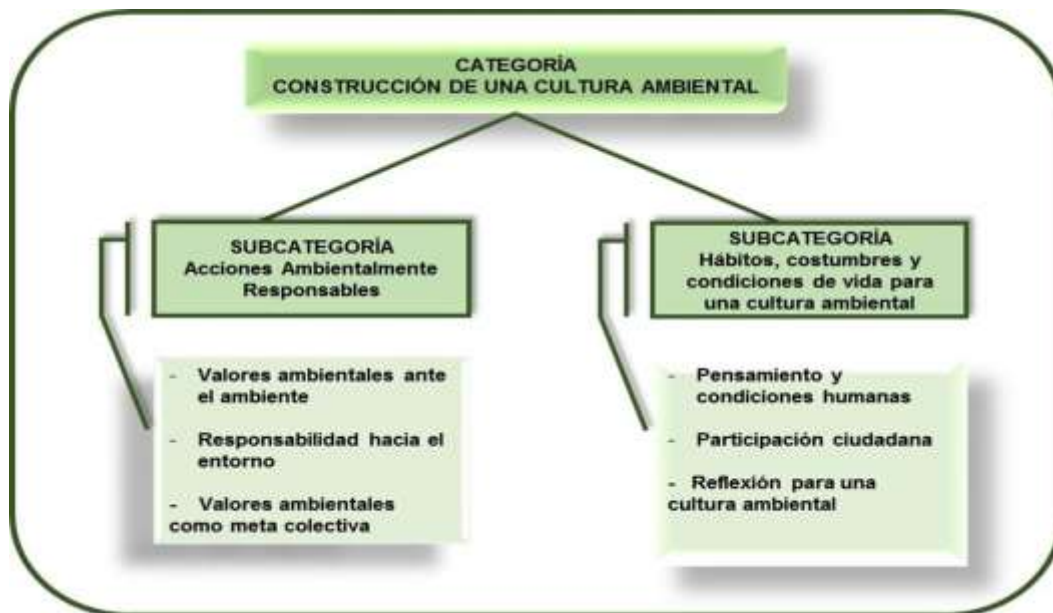 CATEGORÍA
CONSTRUCCIÓN DE UNA CULTURA AMBIENTAL
SUBCATEGORÍA
Acciones Ambientalmente
Responsables
- Valores ambientales ante
el ambiente
- Responsabilidad hacia el
entorno
- Valores ambientales
como meta colectiva
SUBCATEGORÍA
Hábitos, costumbres y
condiciones de vida para
una cultura ambiental
- Pensamiento y
condiciones humanas
- Participación ciudadana
- Reflexión para una
cultura ambiental